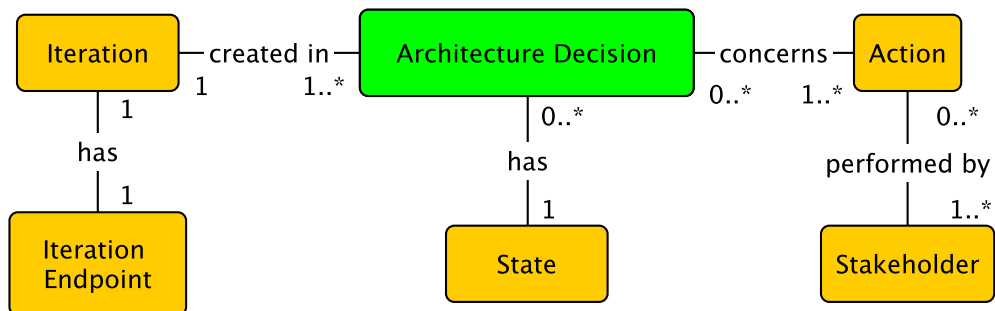 Iteration
created in
Architecture Decision
concerns
Action
1
1..*
0..*
1..*
1
0..*
0..*
has
has
performed by
1
1
1..*
Iteration
Endpoint
State
Stakeholder